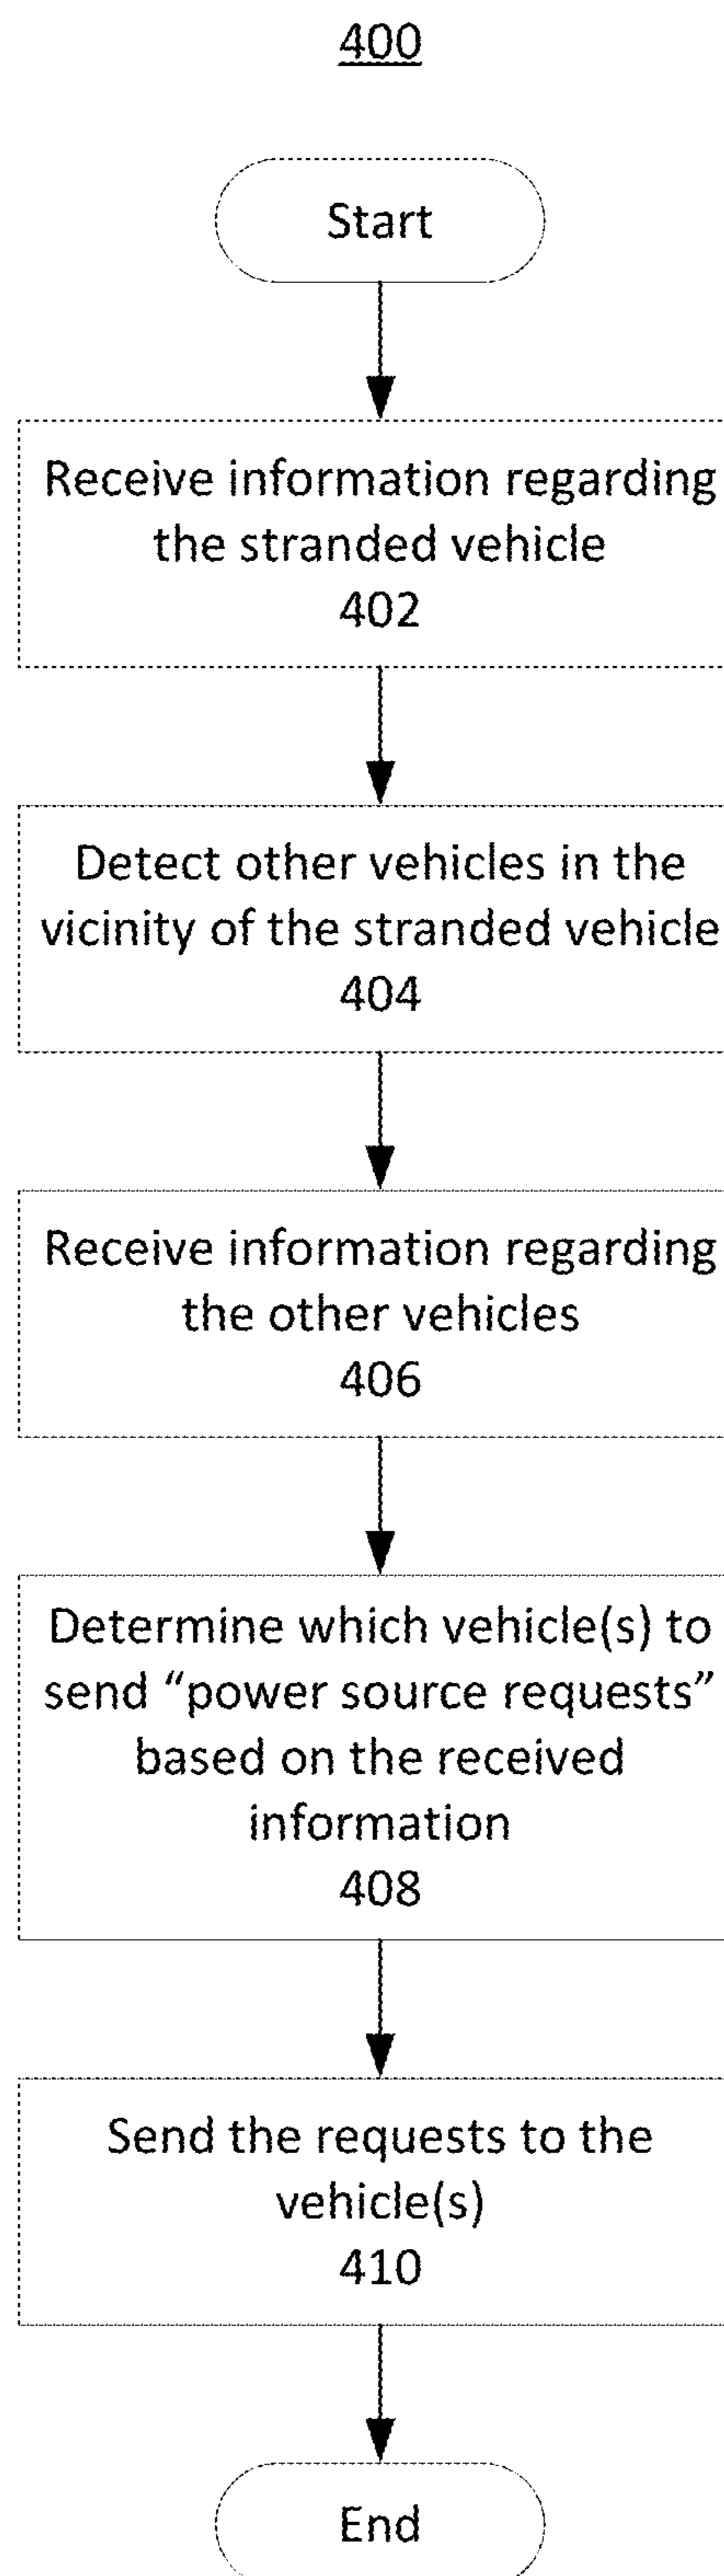 400
Start
Receive information regarding
the stranded vehicle
402
Detect other vehicles in the
vicinity of the stranded vehicle
404
Receive information regarding
the other vehicles
406
Determine which vehicle(s) to
send “power source requests”
based on the received
information
408
Send the requests to the
vehicle(s)
410
End